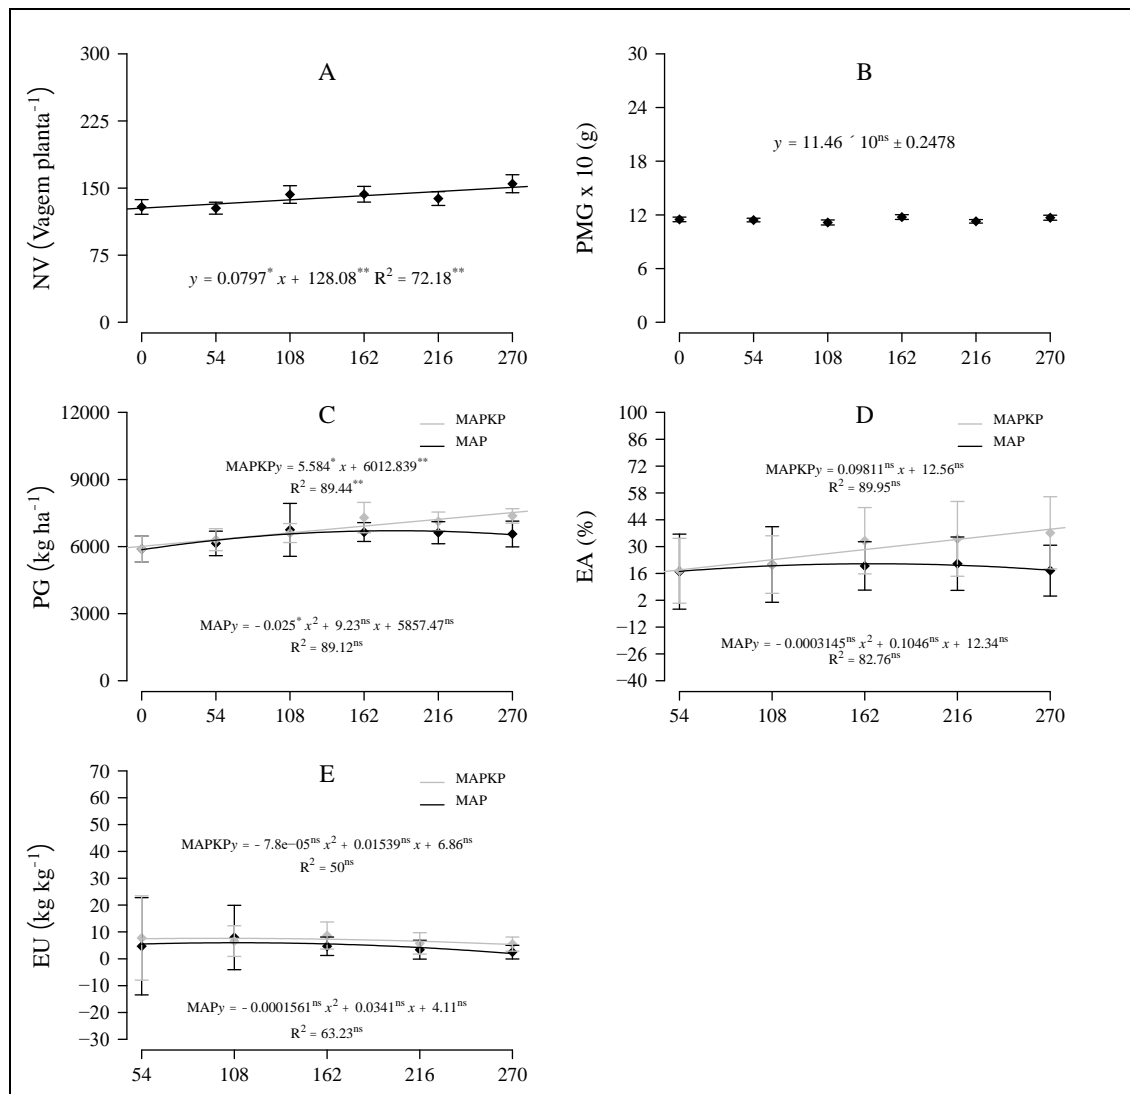 A
300
225
150
75
0
NV (Vagem planta⁻¹)
y = 0.0797* x + 128.08** R² = 72.18**
0 54 108 162 216 270
B
30
24
18
12
6
0
PMG x 10 (g)
y = 11.46 ´ 10ⁿˢ ± 0.2478
0 54 108 162 216 270
C
12000
9000
6000
3000
0
PG (kg ha⁻¹)
MAPKP
MAP
MAPKPy = 5.584* x + 6012.839**
R² = 89.44**
MAPy = - 0.025* x² + 9.23ⁿˢ x + 5857.47ⁿˢ
R² = 89.12ⁿˢ
0 54 108 162 216 270
D
100
86
72
58
44
30
16
2
−12
−26
−40
EA (%)
MAPKP
MAP
MAPKPy = 0.09811ⁿˢ x + 12.56ⁿˢ
R² = 89.95ⁿˢ
MAPy = - 0.0003145ⁿˢ x² + 0.1046ⁿˢ x + 12.34ⁿˢ
R² = 82.76ⁿˢ
54 108 162 216 270
E
70
60
50
40
30
20
10
0
−10
−20
−30
EU (kg kg⁻¹)
MAPKP
MAP
MAPKPy = - 7.8e−05ⁿˢ x² + 0.01539ⁿˢ x + 6.86ⁿˢ
R² = 50ⁿˢ
MAPy = - 0.0001561ⁿˢ x² + 0.0341ⁿˢ x + 4.11ⁿˢ
R² = 63.23ⁿˢ
54 108 162 216 270